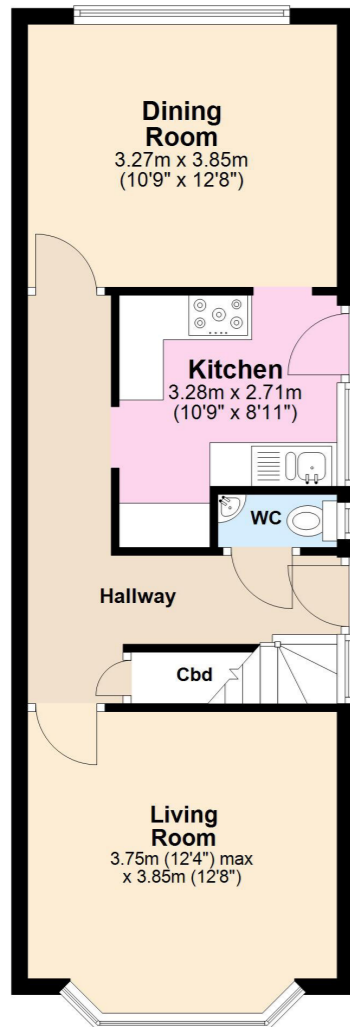 Dining
Room
3.27m x 3.85m
(10'9" x 12'8")
Kitchen
3.28m x 2.71m
(10'9" x 8'11")
WC
Hallway
Cbd
Living
Room
3.75m (12'4") max
x 3.85m (12'8")